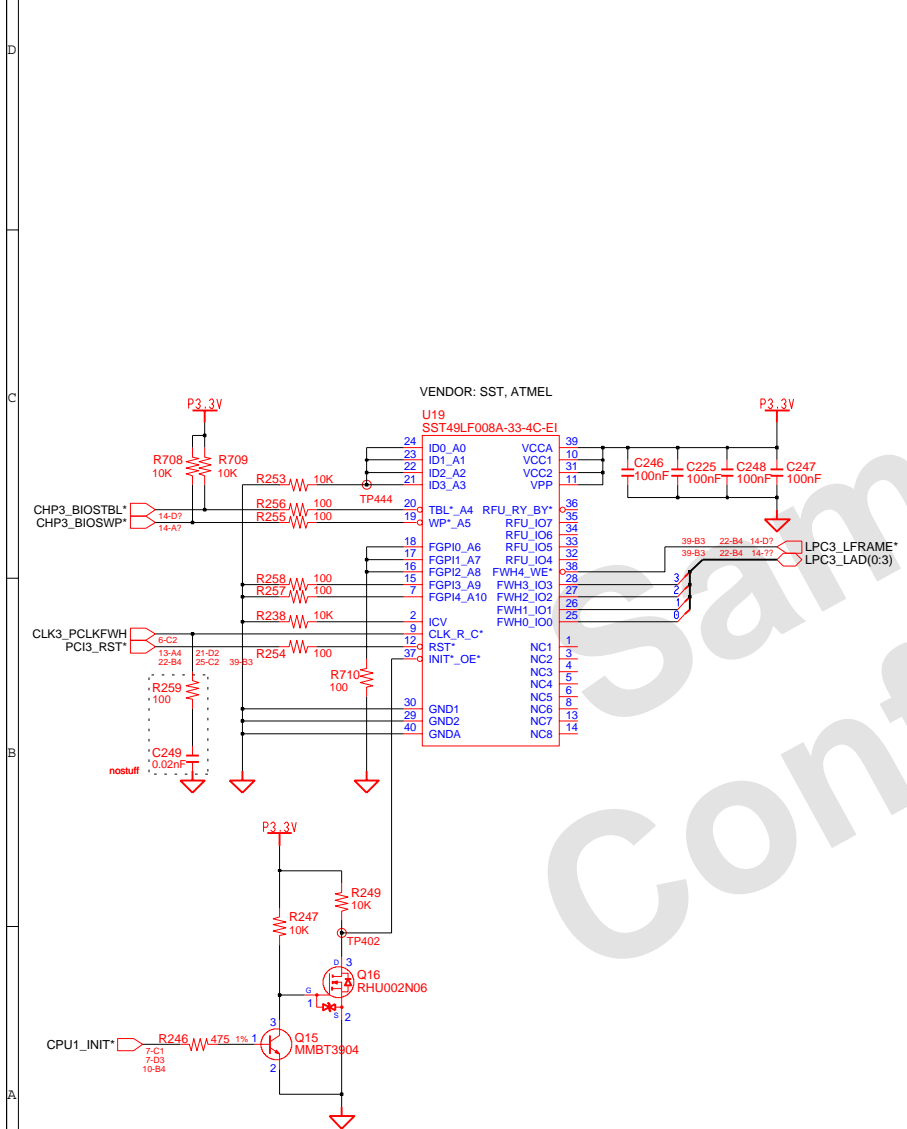 D
C
B
A
VENDOR: SST, ATMEL
U19
SST49LF008A-33-4C-EI
P3.3V
P3.3V
R708
10K
R709
10K
R253
10K
TP444
CHP3_BIOSTBL*
14-D?
R256
100
CHP3_BIOSWP*
14-A?
R255
100
24 ID0_A0
23 ID1_A1
22 ID2_A2
21 ID3_A3
20 TBL*_A4
19 WP*_A5
18 FGPI0_A6
17 FGPI1_A7
16 FGPI2_A8
15 FGPI3_A9
7 FGPI4_A10
2 ICV
9 CLK_R_C*
12 RST*
37 INIT*_OE*
30 GND1
29 GND2
40 GNDA
VCCA 39
VCC1 10
VCC2 31
VPP 11
RFU_RY_BY* 36
RFU_IO7 35
RFU_IO6 34
RFU_IO5 33
RFU_IO4 32
FWH4_WE* 38
FWH3_IO3 28
FWH2_IO2 27
FWH1_IO1 26
FWH0_IO0 25
NC1 1
NC2 3
NC3 4
NC4 5
NC5 6
NC6 8
NC7 13
NC8 14
C246
100nF
C225
100nF
C248
100nF
C247
100nF
39-B3 22-B4 14-D?
LPC3_LFRAME*
39-B3 22-B4 14-??
LPC3_LAD(0:3)
3
2
1
0
R258
100
R257
100
R238
10K
CLK3_PCLKFWH
6-C2
PCI3_RST*
13-A4 21-D2
22-B4 25-C2 39-B3
R254
100
R259
100
R710
100
C249
0.02nF
nostuff
P3.3V
R249
10K
R247
10K
TP402
D 3
Q16
RHU002N06
G
1
S
2
CPU1_INIT*
7-C1
7-D3
10-B4
R246
475 1%
1
3
Q15
MMBT3904
2
Sam
Conf